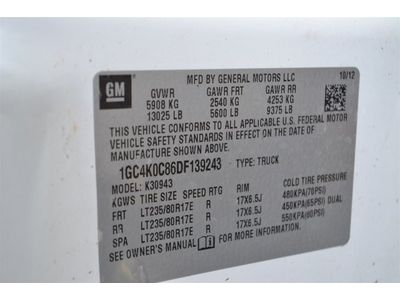 MFD BY GENERAL MOTORS LLC 10/12
GM
GVWR GAWR FRT GAWR RR
5908 KG 2540 KG 4253 KG
13025 LB 5600 LB 9375 LB
THIS VEHICLE CONFORMS TO ALL APPLICABLE U.S. FEDERAL MOTOR
VEHICLE SAFETY STANDARDS IN EFFECT ON THE DATE OF
MANUFACTURE SHOWN ABOVE.
1GC4K0C86DF139243 TYPE: TRUCK
MODEL: K30943
KGWS TIRE SIZE SPEED RTG RIM COLD TIRE PRESSURE
FRT LT235/80R17E R 17X6.5J 480KPA(70PSI)
RR LT235/80R17E R 17X6.5J 450KPA(65PSI) DUAL
SPA LT235/80R17E R 17X6.5J 550KPA(80PSI)
SEE OWNER'S MANUAL FOR MORE INFORMATION.